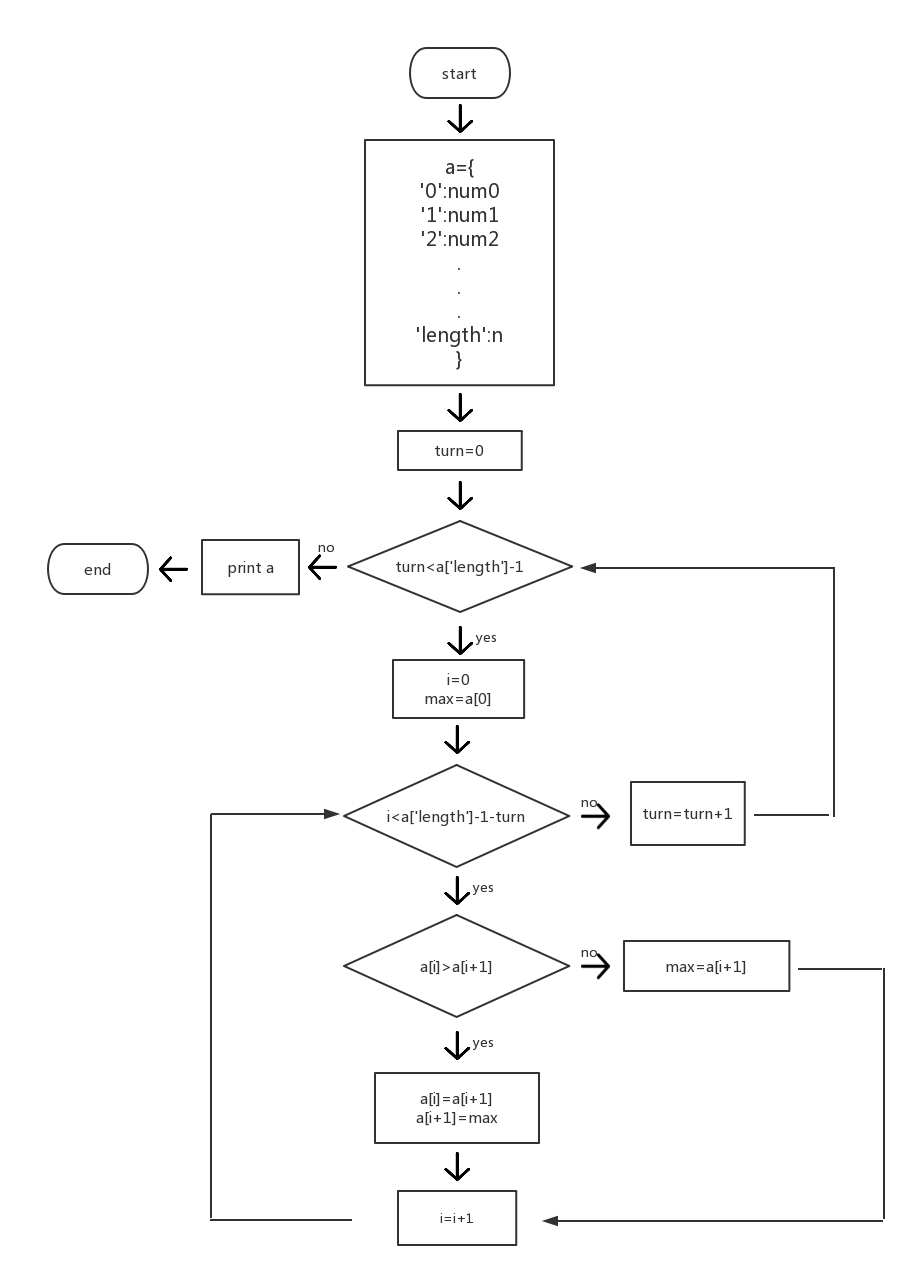 start
a={
'0':num0
'1':num1
'2':num2
.
.
.
'length':n
}
turn=0
turn<a['length']-1
no
print a
end
yes
i=0
max=a[0]
i<a['length']-1-turn
no
turn=turn+1
yes
a[i]>a[i+1]
no
max=a[i+1]
yes
a[i]=a[i+1]
a[i+1]=max
i=i+1